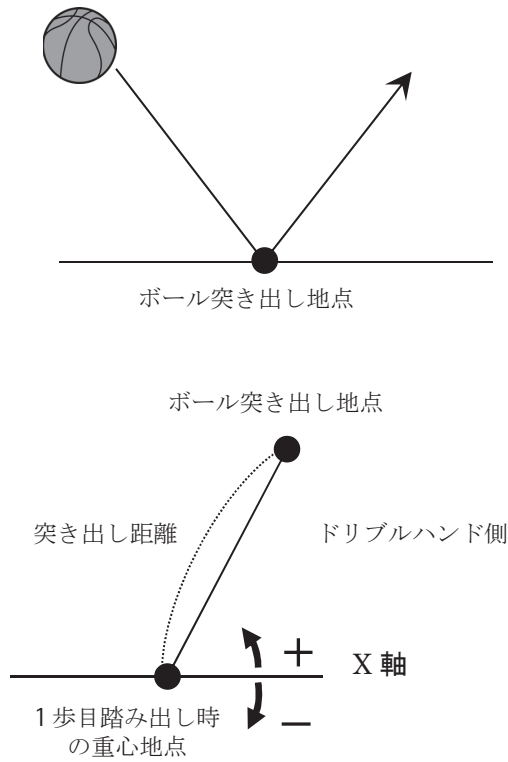 ボール突き出し地点
ボール突き出し地点
突き出し距離
ドリブルハンド側
＋
X 軸
－
1 歩目踏み出し時
の重心地点